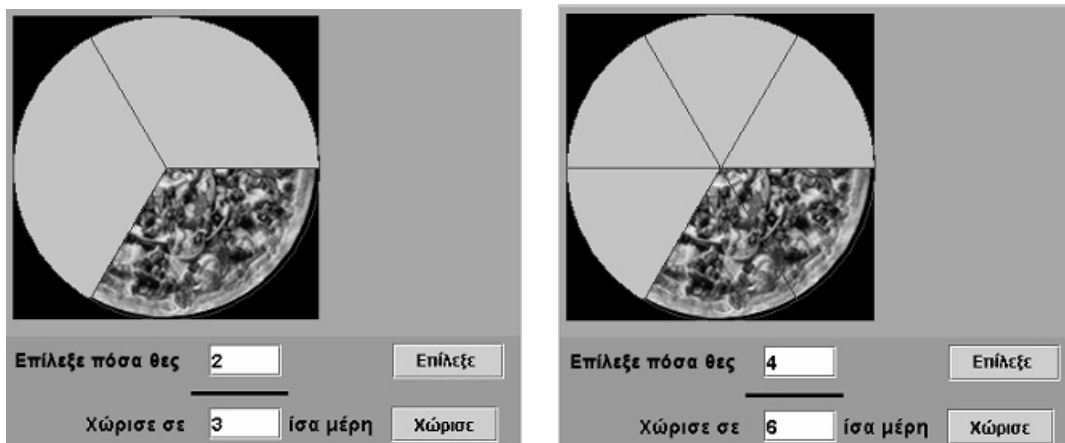 Επίλεξε πόσα θες 2 Επίλεξε
Χώρισε σε 3 ίσα μέρη Χώρισε
Επίλεξε πόσα θες 4 Επίλεξε
Χώρισε σε 6 ίσα μέρη Χώρισε